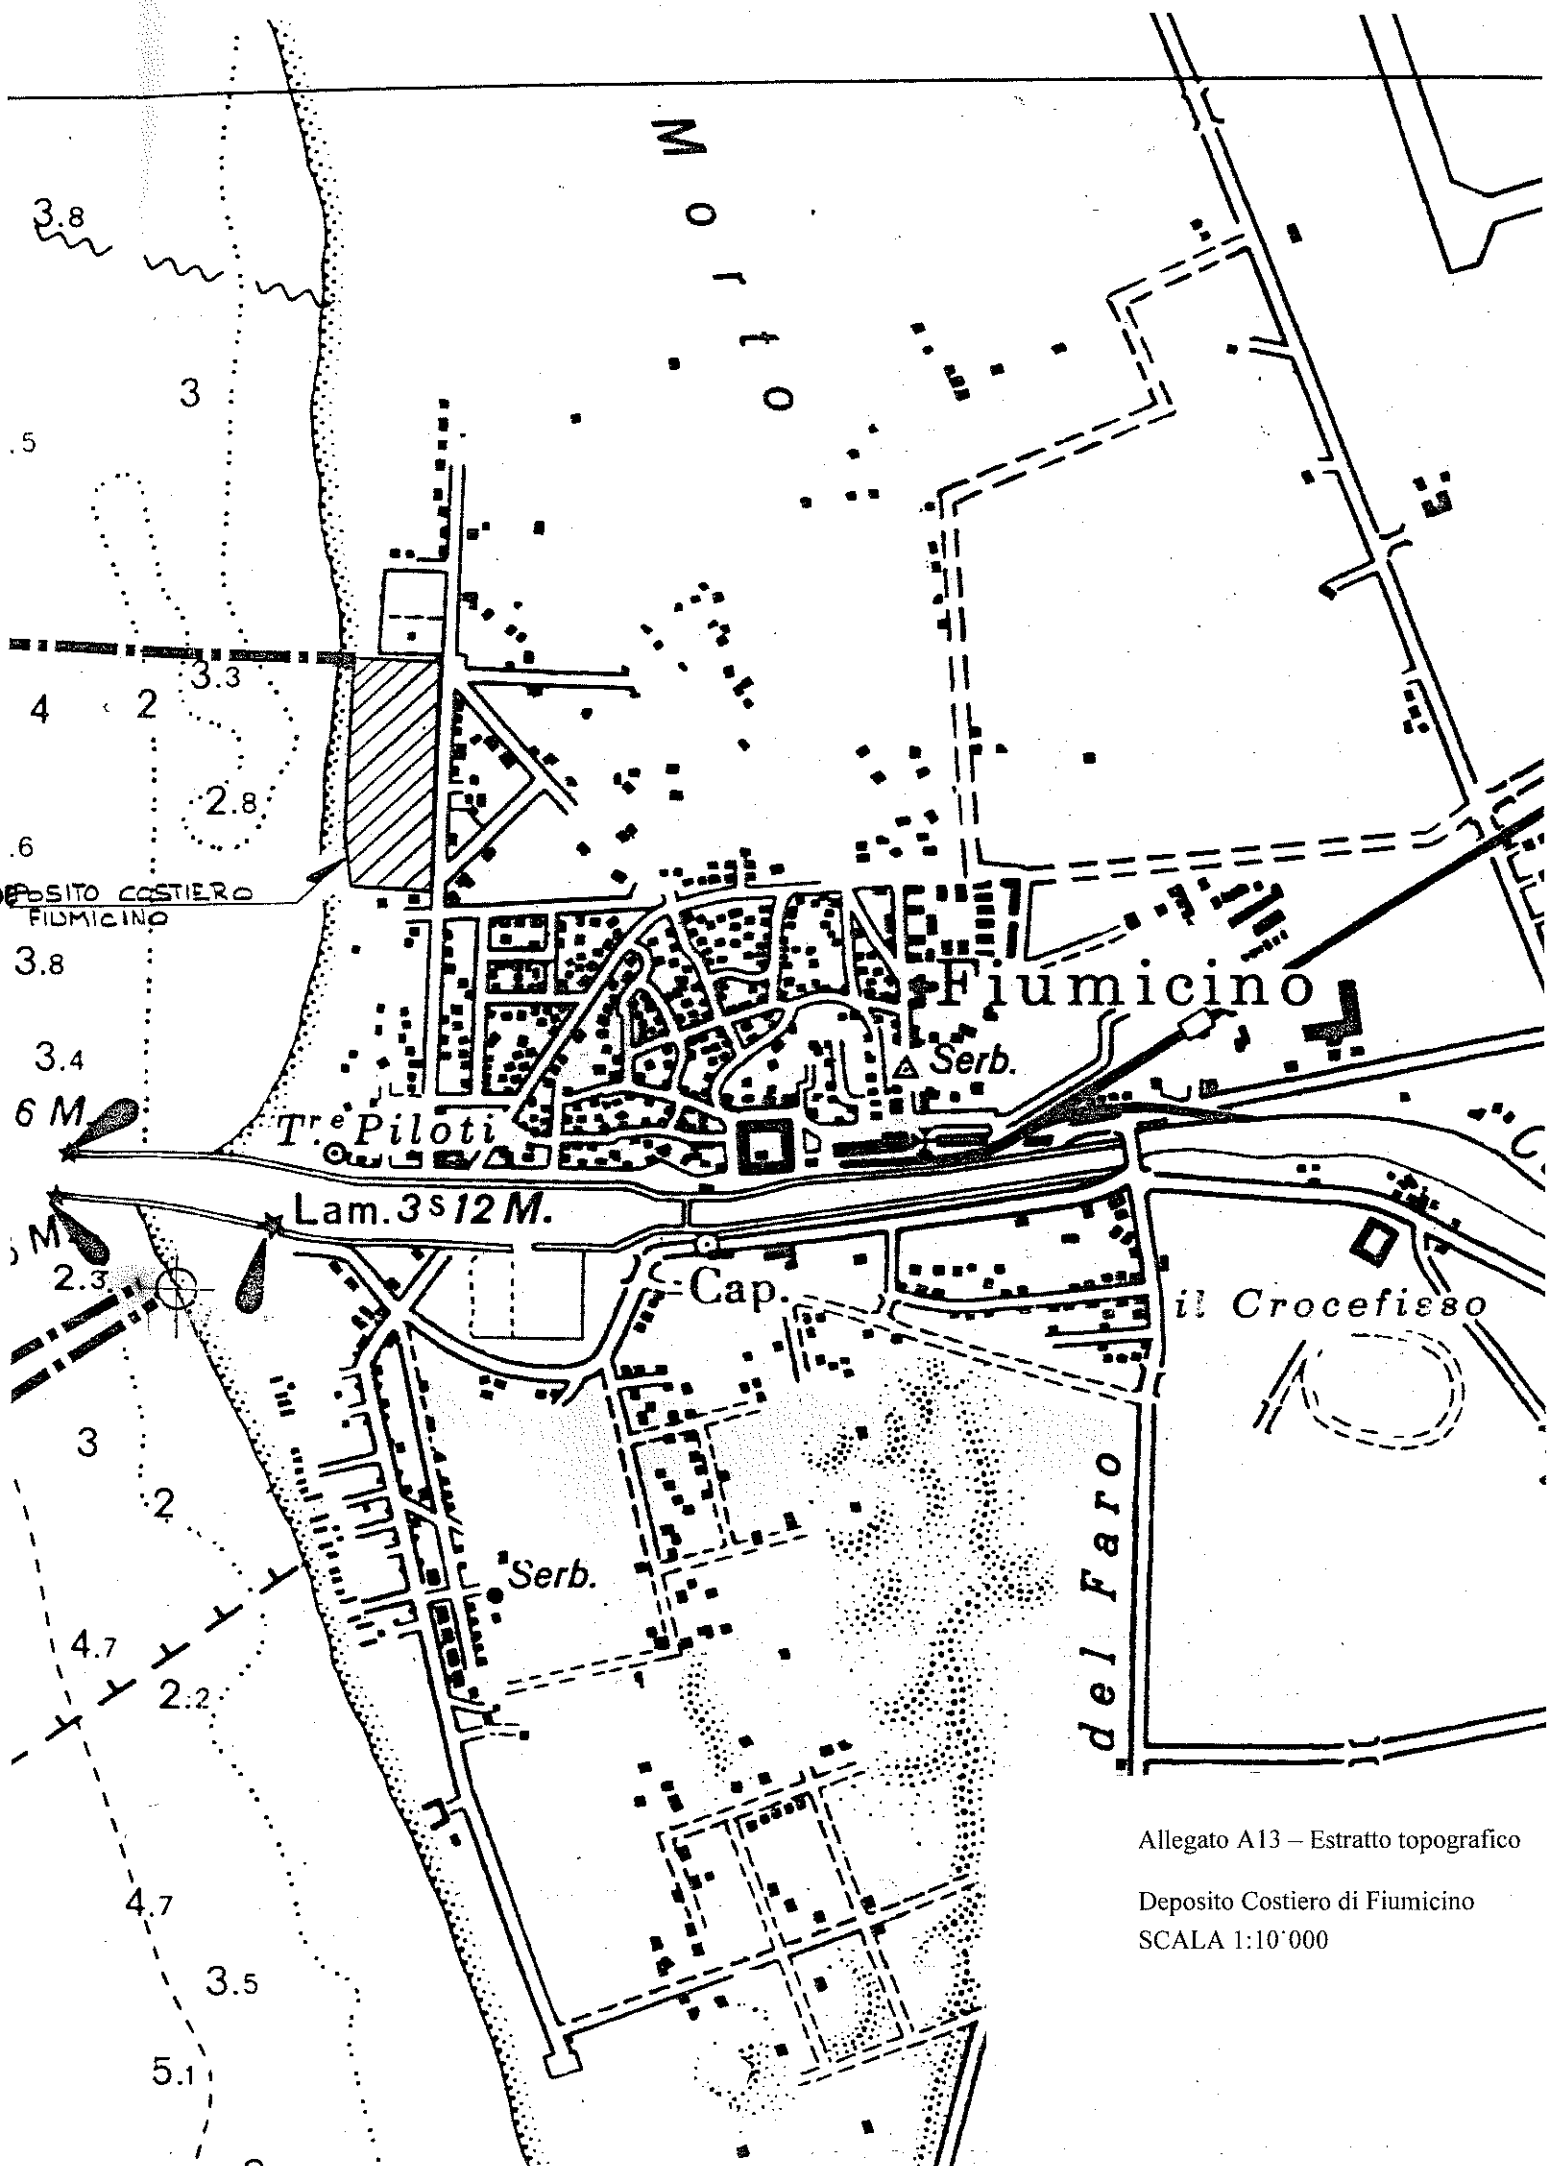 Morto
3.8
3
.5
3.3
4
2
2.8
.6
DEPOSITO COSTIERO
FIUMICINO
3.8
Fiumicino
3.4
Serb.
6 M.
Tr.e Piloti
Lam. 3s 12 M.
M.
2.3
Cap.
il Crocefisso
3
2
del Faro
Serb.
4.7
2.2
Allegato A13 – Estratto topografico
4.7
Deposito Costiero di Fiumicino
SCALA 1:10'000
3.5
5.1